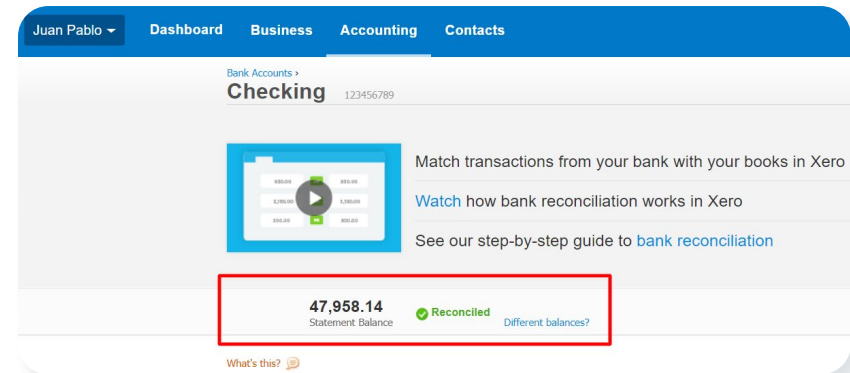 Juan Pablo Dashboard Business Accounting Contacts
Bank Accounts ›
Checking 123456789
Match transactions from your bank with your books in Xero
Watch how bank reconciliation works in Xero
See our step-by-step guide to bank reconciliation
47,958.14
Statement Balance
Reconciled
Different balances?
What's this?